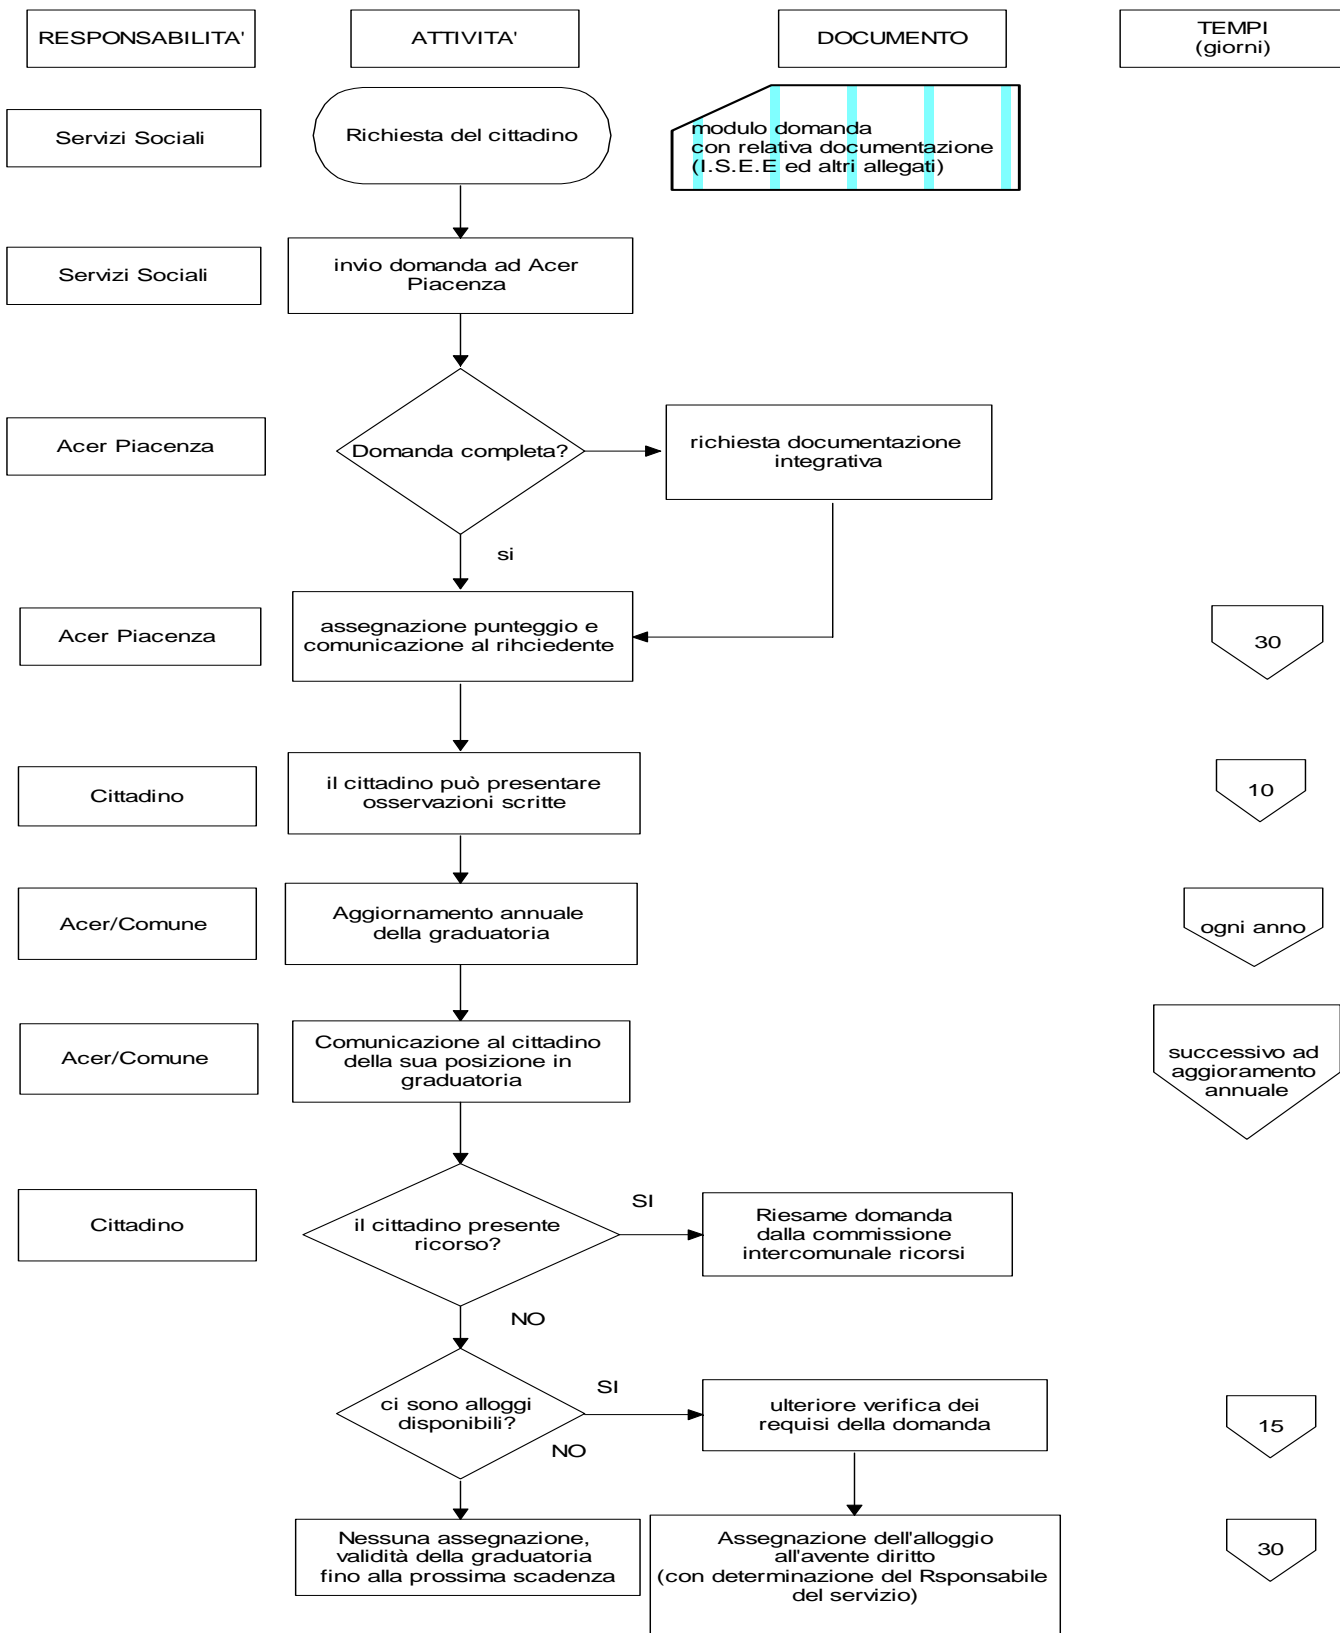 RESPONSABILITA'
ATTIVITA'
DOCUMENTO
TEMPI
(giorni)
Servizi Sociali
Richiesta del cittadino
modulo domanda
con relativa documentazione
(I.S.E.E ed altri allegati)
Servizi Sociali
invio domanda ad Acer
Piacenza
Acer Piacenza
Domanda completa?
richiesta documentazione
integrativa
si
Acer Piacenza
assegnazione punteggio e
comunicazione al rihciedente
30
Cittadino
il cittadino può presentare
osservazioni scritte
10
Acer/Comune
Aggiornamento annuale
della graduatoria
ogni anno
Acer/Comune
Comunicazione al cittadino
della sua posizione in
graduatoria
successivo ad
aggioramento
annuale
Cittadino
il cittadino presente
ricorso?
SI
Riesame domanda
dalla commissione
intercomunale ricorsi
NO
ci sono alloggi
disponibili?
SI
ulteriore verifica dei
requisi della domanda
15
NO
Nessuna assegnazione,
validità della graduatoria
fino alla prossima scadenza
Assegnazione dell'alloggio
all'avente diritto
(con determinazione del Rsponsabile
del servizio)
30